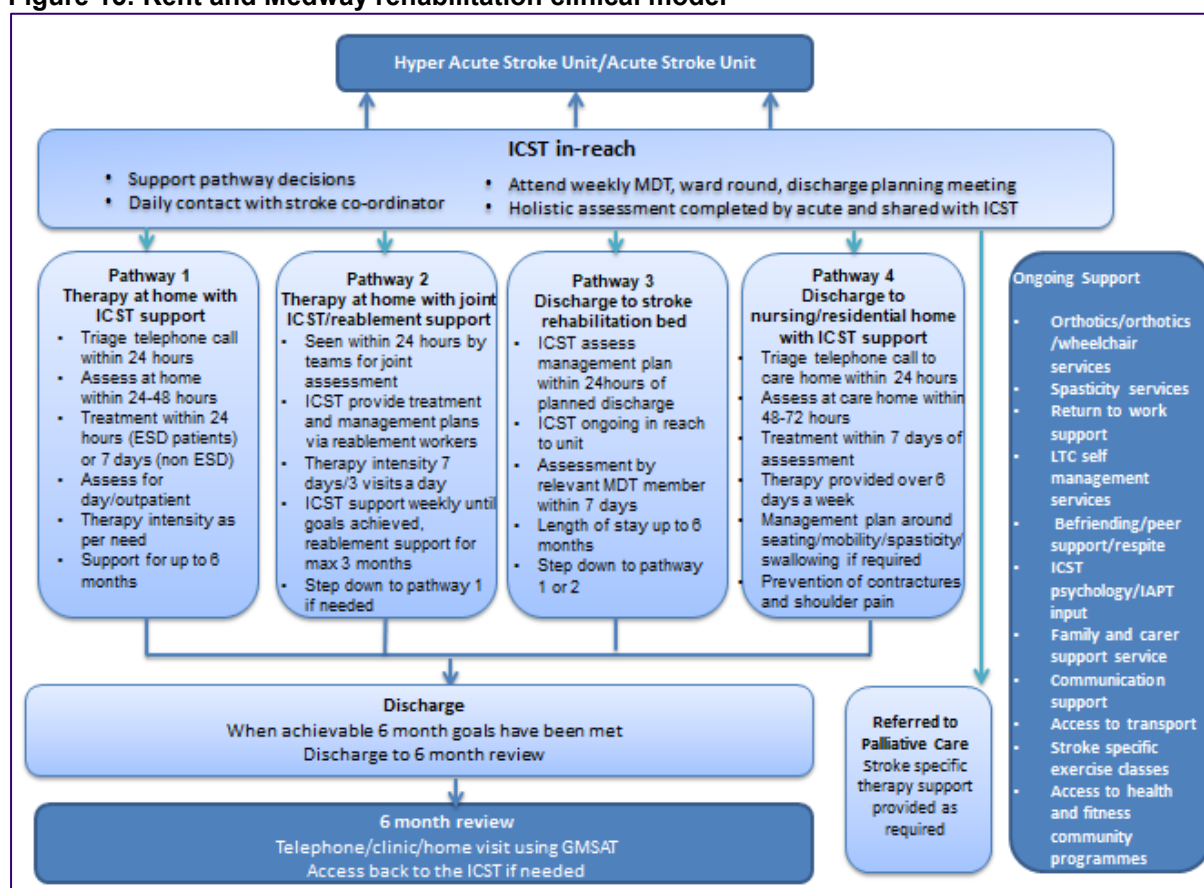 Figure 16: Kent and Medway rehabilitation clinical model
Hyper Acute Stroke Unit/Acute Stroke Unit
ICST in-reach
• Support pathway decisions
• Daily contact with stroke co-ordinator
• Attend weekly MDT, ward round, discharge planning meeting
• Holistic assessment completed by acute and shared with ICST
Pathway 1
Therapy at home with
ICST support
• Triage telephone call
within 24 hours
• Assess at home
within 24-48 hours
• Treatment within 24
hours (ESD patients)
or 7 days (non ESD)
• Assess for
day/outpatient
• Therapy intensity as
per need
• Support for up to 6
months
Pathway 2
Therapy at home with joint
ICST/reablement support
• Seen within 24 hours by
teams for joint
assessment
• ICST provide treatment
and management plans
via reablement workers
• Therapy intensity 7
days/3 visits a day
• ICST support weekly until
goals achieved,
reablement support for
max 3 months
• Step down to pathway 1
if needed
Pathway 3
Discharge to stroke
rehabilitation bed
• ICST assess
management plan
within 24hours of
planned discharge
• ICST ongoing in reach
to unit
• Assessment by
relevant MDT member
within 7 days
• Length of stay up to 6
months
• Step down to pathway
1 or 2
Pathway 4
Discharge to
nursing/residential home
with ICST support
• Triage telephone call to
care home within 24 hours
• Assess at care home within
48-72 hours
• Treatment within 7 days of
assessment
• Therapy provided over 6
days a week
• Management plan around
seating/mobility/spasticity/
swallowing if required
• Prevention of contractures
and shoulder pain
Ongoing Support
• Orthotics/orthotics
/wheelchair
services
• Spasticity services
• Return to work
support
• LTC self
management
services
• Befriending/peer
support/respite
• ICST
psychology/IAPT
input
• Family and carer
support service
• Communication
support
• Access to transport
• Stroke specific
exercise classes
• Access to health
and fitness
community
programmes
Discharge
When achievable 6 month goals have been met
Discharge to 6 month review
Referred to
Palliative Care
Stroke specific
therapy support
provided as
required
6 month review
Telephone/clinic/home visit using GMSAT
Access back to the ICST if needed